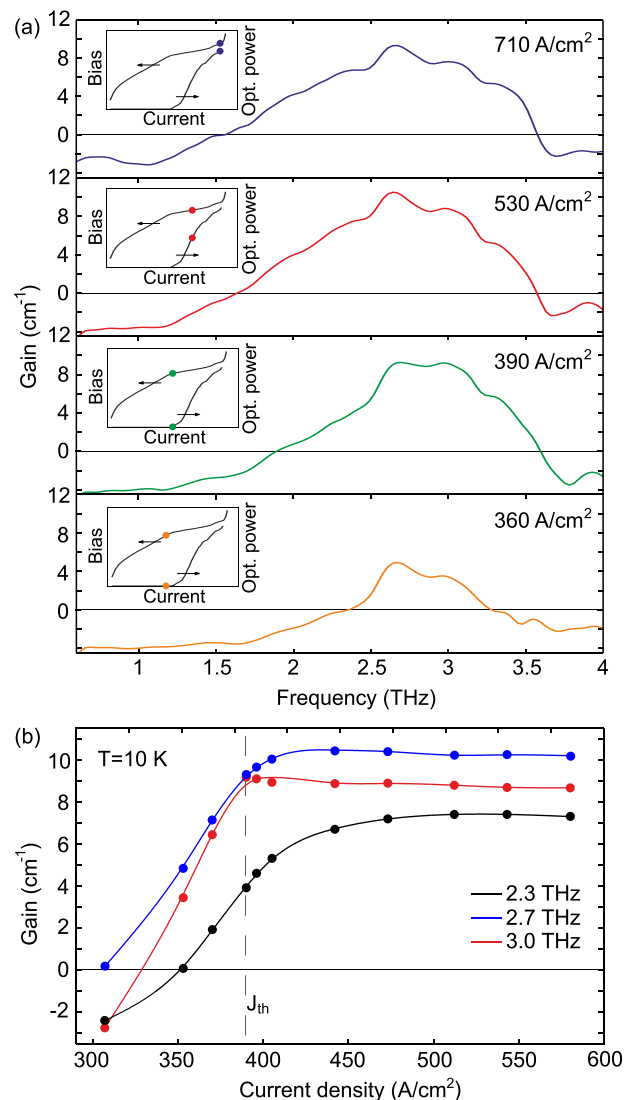 (a)
12
8
4
0
710 A/cm²
Bias
Opt. power
Current
12
8
4
0
530 A/cm²
Bias
Opt. power
Current
12
8
4
0
390 A/cm²
Bias
Opt. power
Current
12
8
4
0
360 A/cm²
Bias
Opt. power
Current
Gain (cm⁻¹)
1 1.5 2 2.5 3 3.5 4
Frequency (THz)
(b)
T=10 K
10
8
6
4
2
0
-2
Gain (cm⁻¹)
2.3 THz
2.7 THz
3.0 THz
Jth
300 350 400 450 500 550 600
Current density (A/cm²)